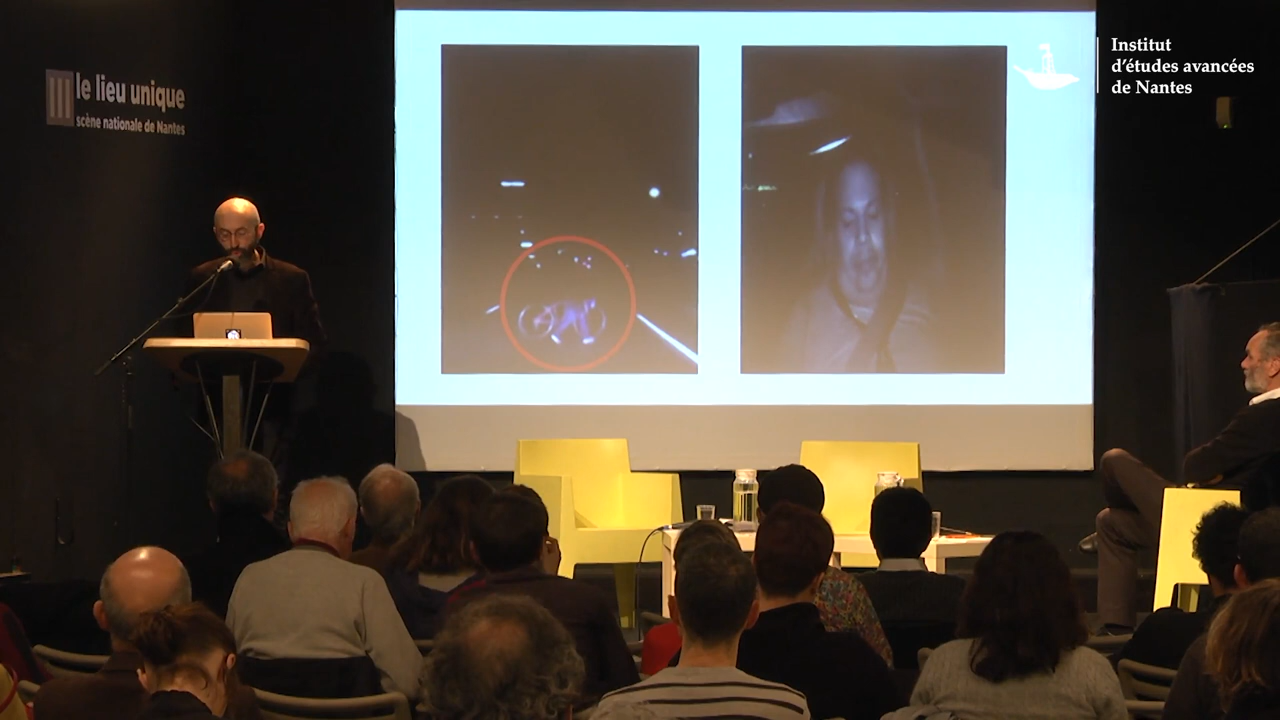 le lieu unique
scène nationale de Nantes
Institut
d'études avancées
de Nantes